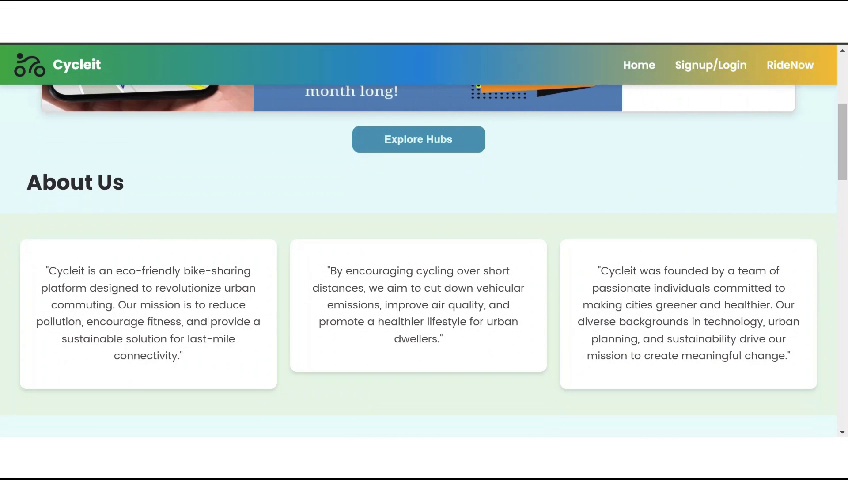 Cycleit
Home Signup/Login RideNow
month long!
Explore Hubs
About Us
"Cycleit is an eco-friendly bike-sharing
platform designed to revolutionize urban
commuting. Our mission is to reduce
pollution, encourage fitness, and provide a
sustainable solution for last-mile
connectivity."
"By encouraging cycling over short
distances, we aim to cut down vehicular
emissions, improve air quality, and
promote a healthier lifestyle for urban
dwellers."
"Cycleit was founded by a team of
passionate individuals committed to
making cities greener and healthier. Our
diverse backgrounds in technology, urban
planning, and sustainability drive our
mission to create meaningful change."